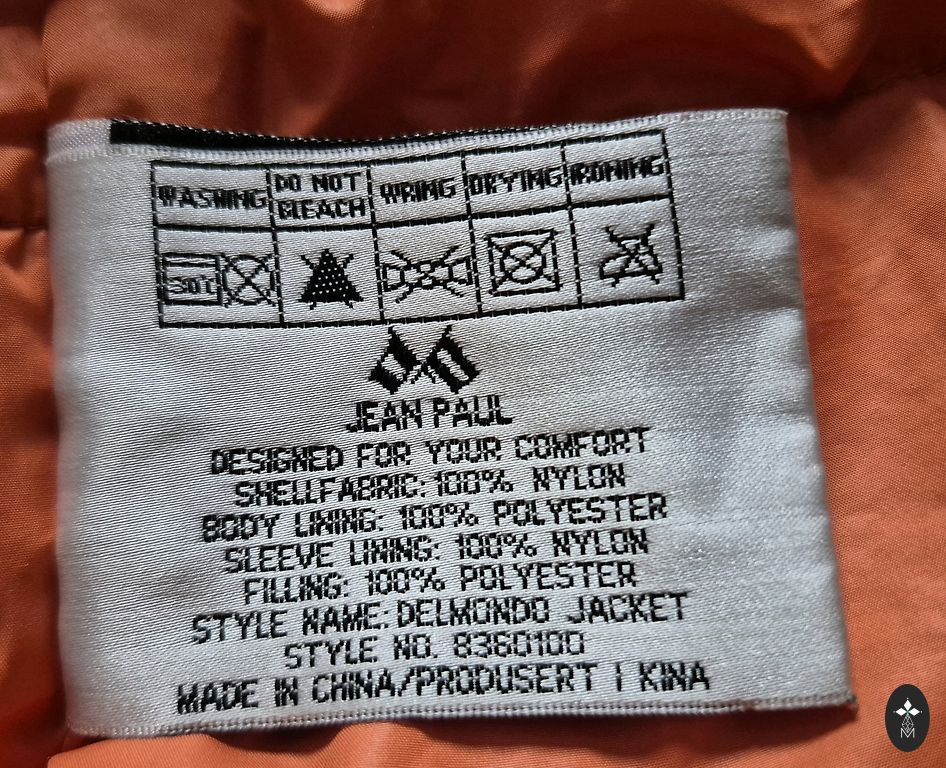 WASHING DO NOT BLEACH WRING DRYING IRONING
30°C
JEAN PAUL
DESIGNED FOR YOUR COMFORT
SHELLFABRIC: 100% NYLON
BODY LINING: 100% POLYESTER
SLEEVE LINING: 100% NYLON
FILLING: 100% POLYESTER
STYLE NAME: DELMONDO JACKET
STYLE NO. 8360100
MADE IN CHINA/PRODUSERT I KINA
M